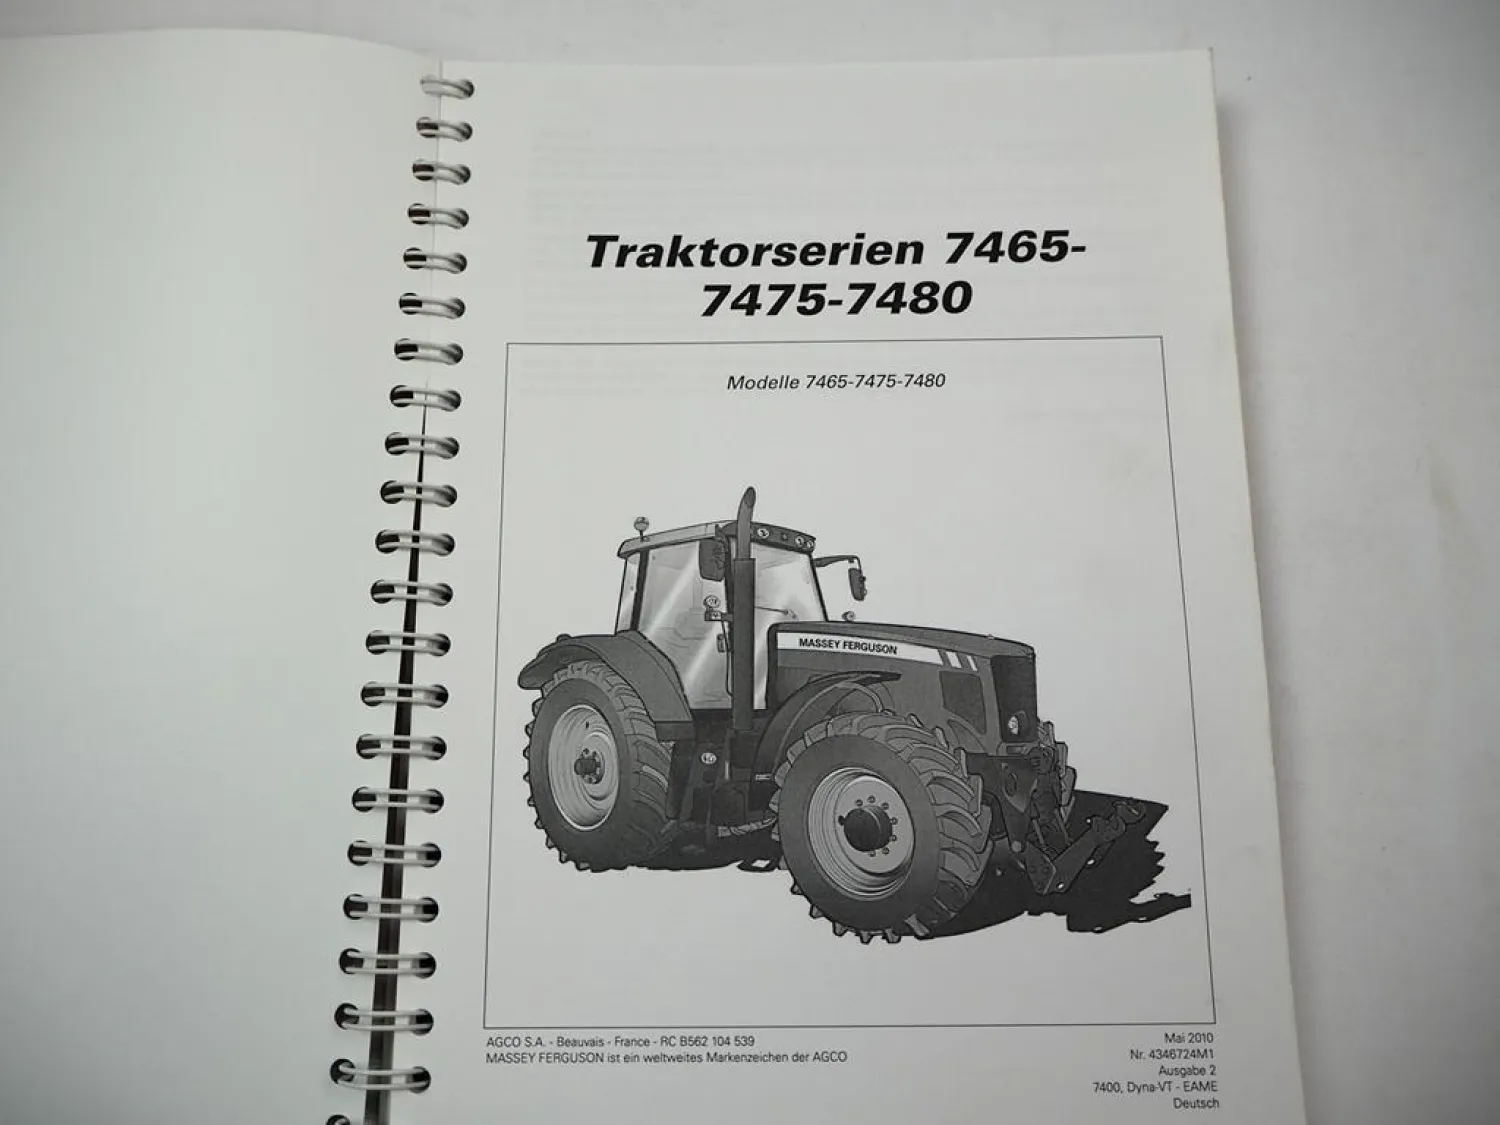 Traktorserien 7465-
7475-7480
Modelle 7465-7475-7480
MASSEY FERGUSON
AGCO S.A. - Beauvais - France - RC B562 104 539
MASSEY FERGUSON ist ein weltweites Markenzeichen der AGCO
Mai 2010
Nr. 4346724M1
Ausgabe 2
7400, Dyna-VT - EAME
Deutsch